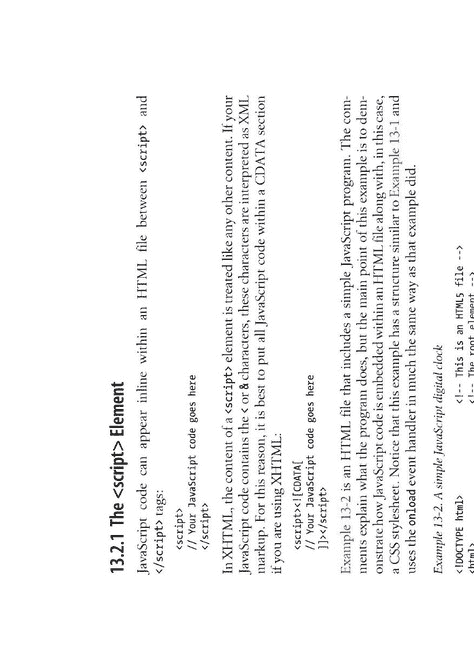 13.2.1 The <script> Element
JavaScript code can appear inline within an HTML file between <script> and
</script> tags:
<script>
// Your JavaScript code goes here
</script>
In XHTML, the content of a <script> element is treated like any other content. If your
JavaScript code contains the < or & characters, these characters are interpreted as XML
markup. For this reason, it is best to put all JavaScript code within a CDATA section
if you are using XHTML:
<script><![CDATA[
// Your JavaScript code goes here
]]></script>
Example 13-2 is an HTML file that includes a simple JavaScript program. The com-
ments explain what the program does, but the main point of this example is to dem-
onstrate how JavaScript code is embedded within an HTML file along with, in this case,
a CSS stylesheet. Notice that this example has a structure similar to Example 13-1 and
uses the onload event handler in much the same way as that example did.
Example 13-2. A simple JavaScript digital clock
<!DOCTYPE html> <!-- This is an HTML5 file -->
<html> <!-- The root element -->